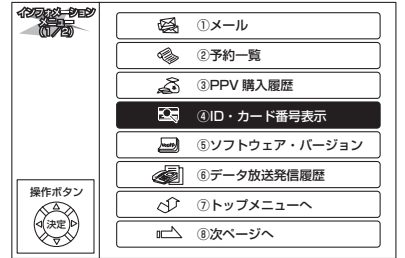 インフォメーション
メニュー
(1/2)
①メール
②予約一覧
③PPV 購入履歴
④ID・カード番号表示
⑤ソフトウェア・バージョン
⑥データ放送発信履歴
⑦トップメニューへ
⑧次ページへ
操作ボタン
決定